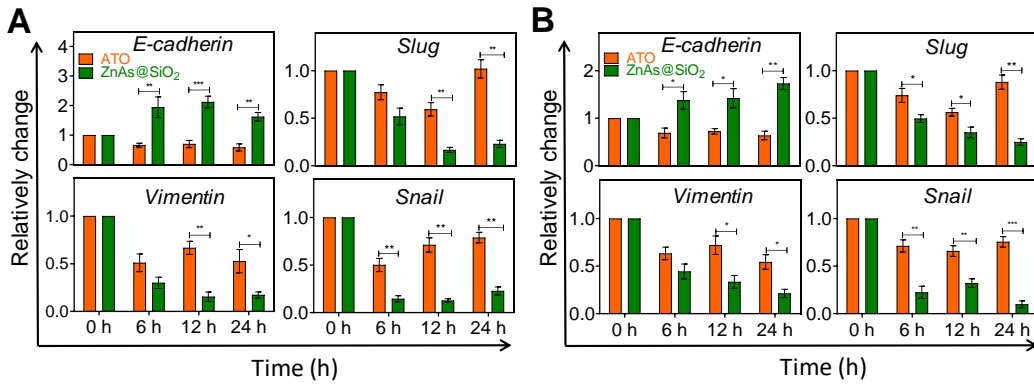 A
Relatively change
E-cadherin
ATO
ZnAs@SiO2
4
3
2
1
0
**
***
**
Slug
1.0
0.5
0.0
**
**
Vimentin
1.0
0.5
0.0
**
*
0 h 6 h 12 h 24 h
Snail
1.0
0.5
0.0
**
**
**
0 h 6 h 12 h 24 h
Time (h)
B
Relatively change
E-cadherin
ATO
ZnAs@SiO2
2
1
0
*
*
**
Slug
1.0
0.5
0.0
*
*
**
Vimentin
1.0
0.5
0.0
*
*
0 h 6 h 12 h 24 h
Snail
1.0
0.5
0.0
**
**
***
0 h 6 h 12 h 24 h
Time (h)